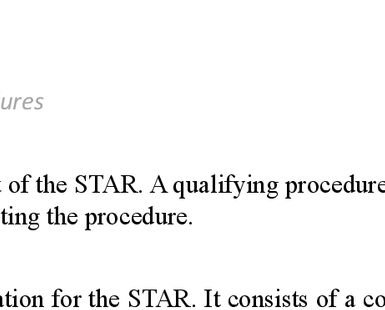 ures
of the STAR. A qualifying procedure
ting the procedure.
ation for the STAR. It consists of a co